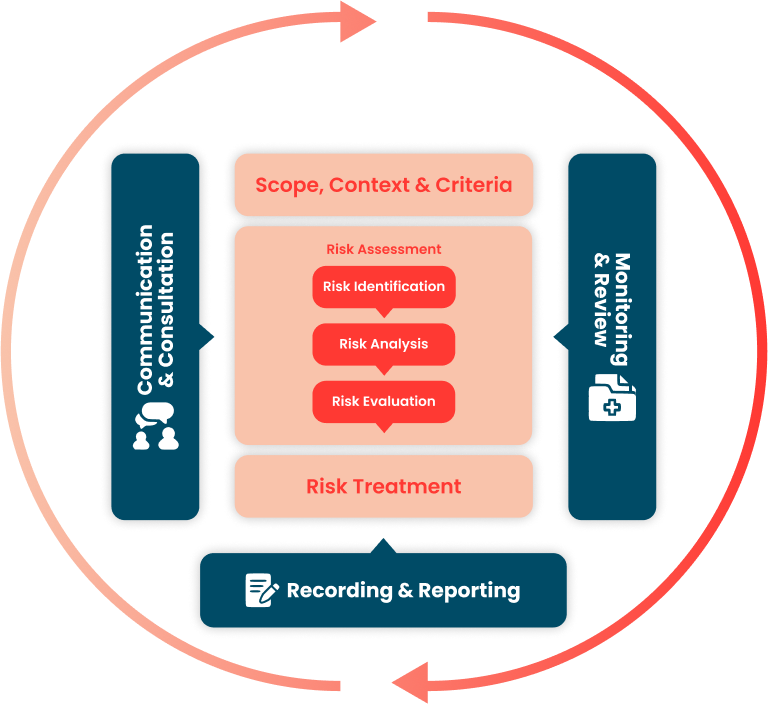 Scope, Context & Criteria
Communication
& Consultation
Risk Assessment
Risk Identification
Risk Analysis
Risk Evaluation
Monitoring
& Review
Risk Treatment
Recording & Reporting